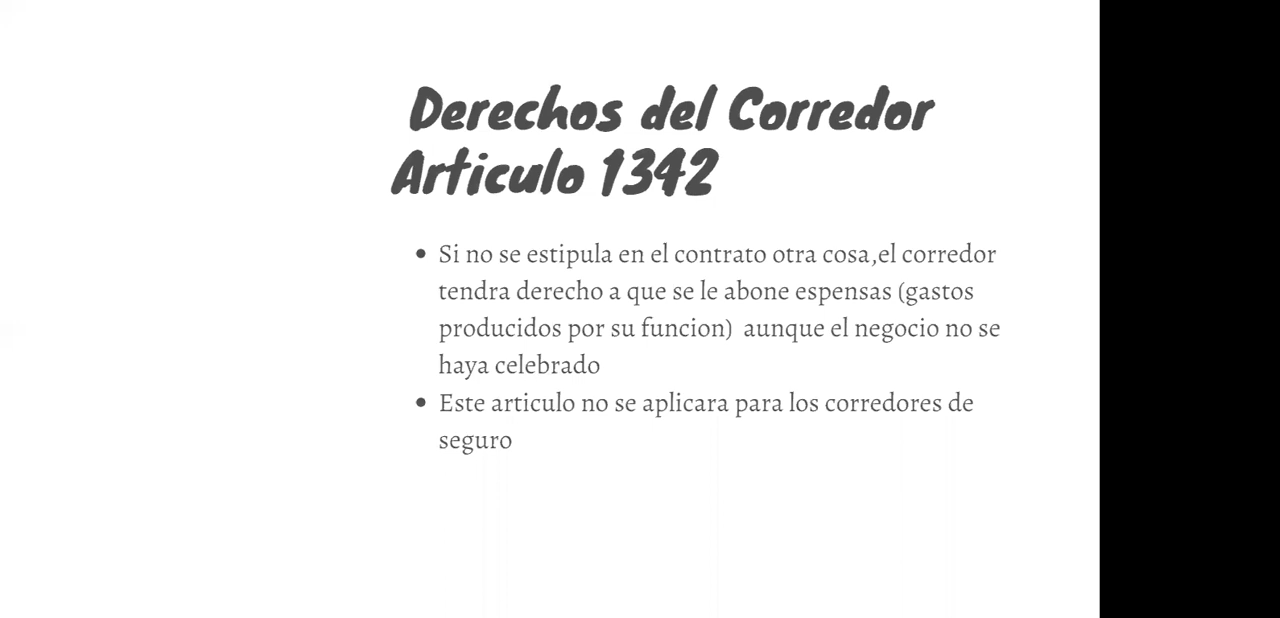 Derechos del Corredor
Articulo 1342
• Si no se estipula en el contrato otra cosa,el corredor
tendra derecho a que se le abone espensas (gastos
producidos por su funcion) aunque el negocio no se
haya celebrado
• Este articulo no se aplicara para los corredores de
seguro